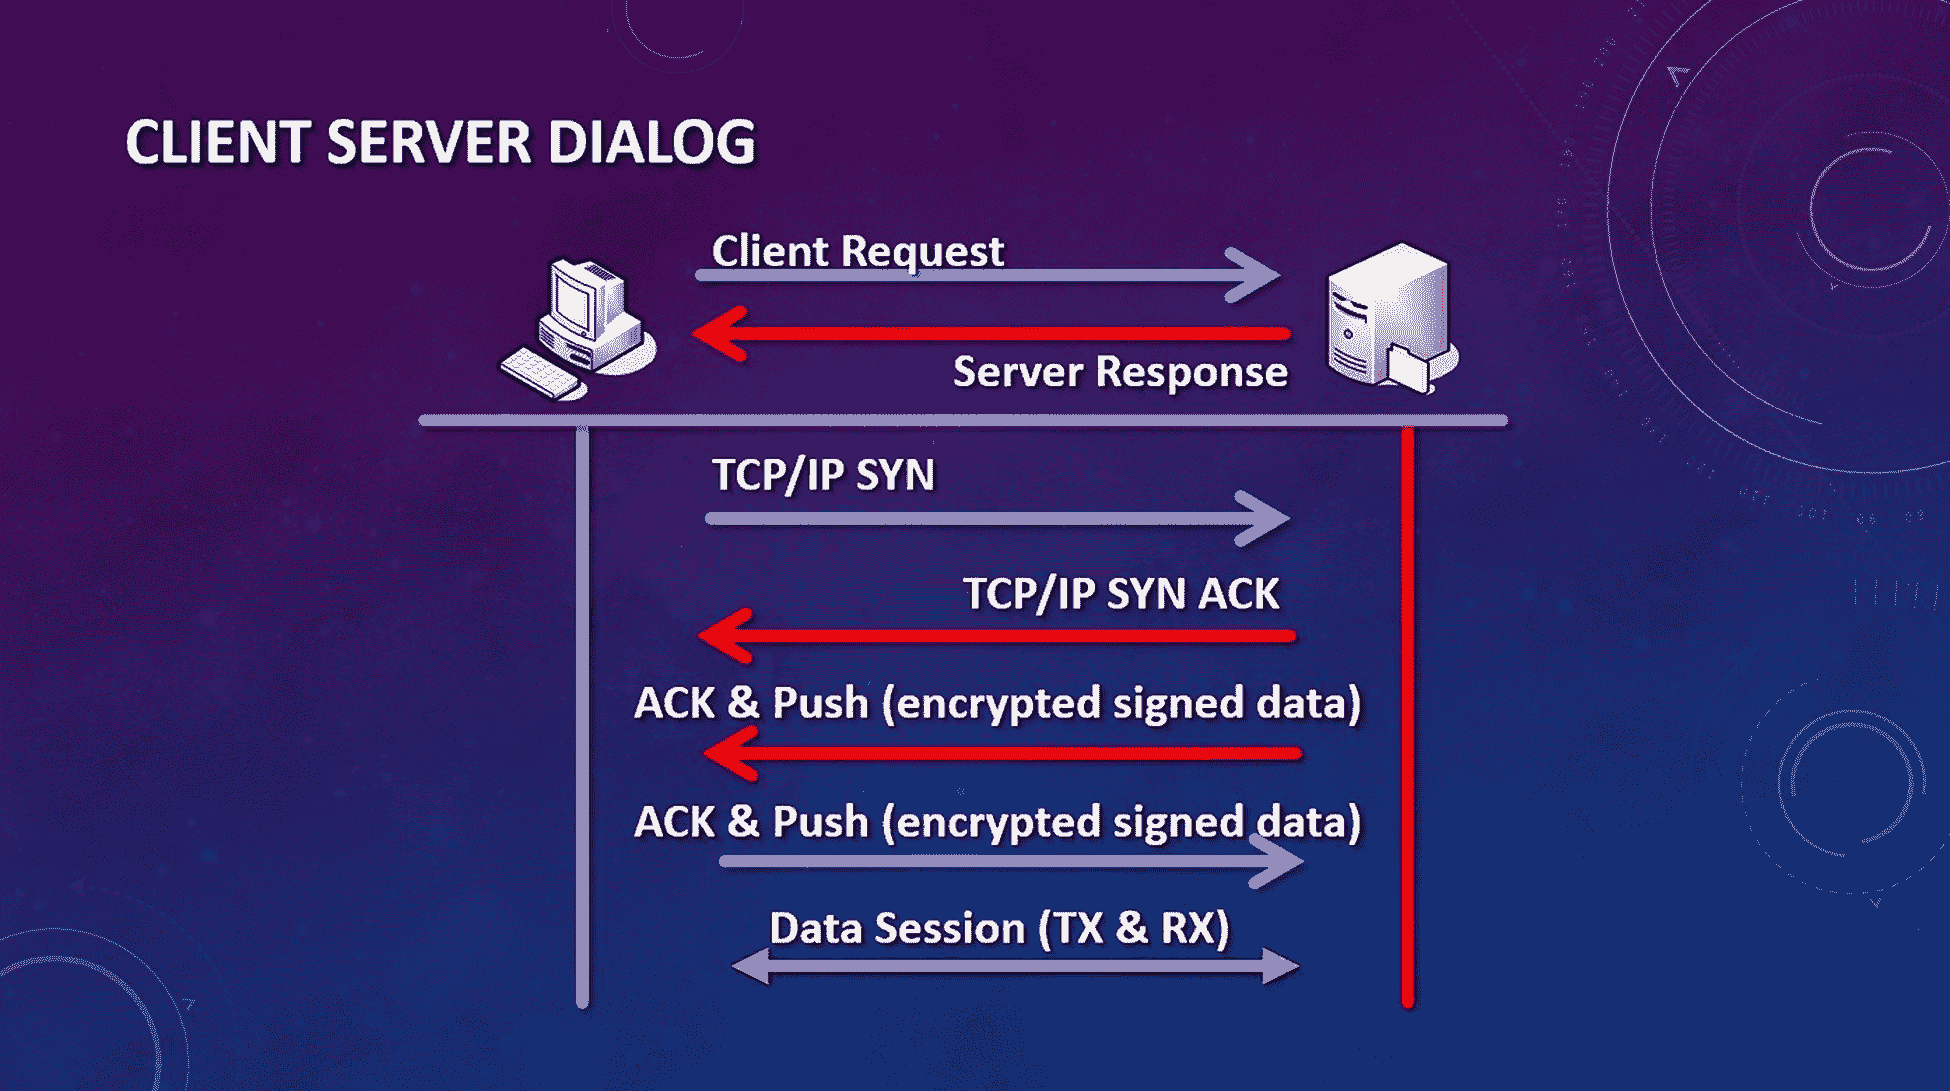 CLIENT SERVER DIALOG
Client Request
Server Response
TCP/IP SYN
TCP/IP SYN ACK
ACK & Push (encrypted signed data)
ACK & Push (encrypted signed data)
Data Session (TX & RX)